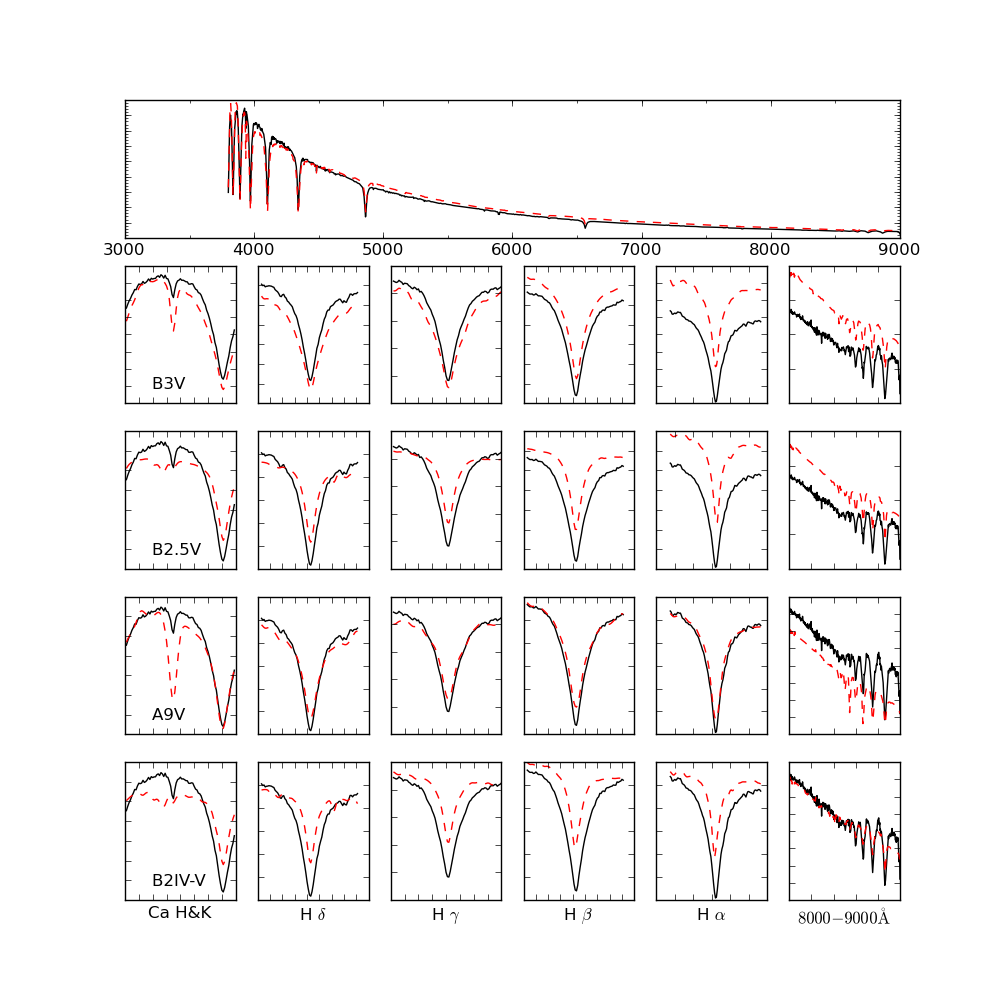 3000 4000 5000 6000 7000 8000 9000
B3V
B2.5V
A9V
B2IV-V
Ca H&K H δ H γ H β H α 8000−9000Å